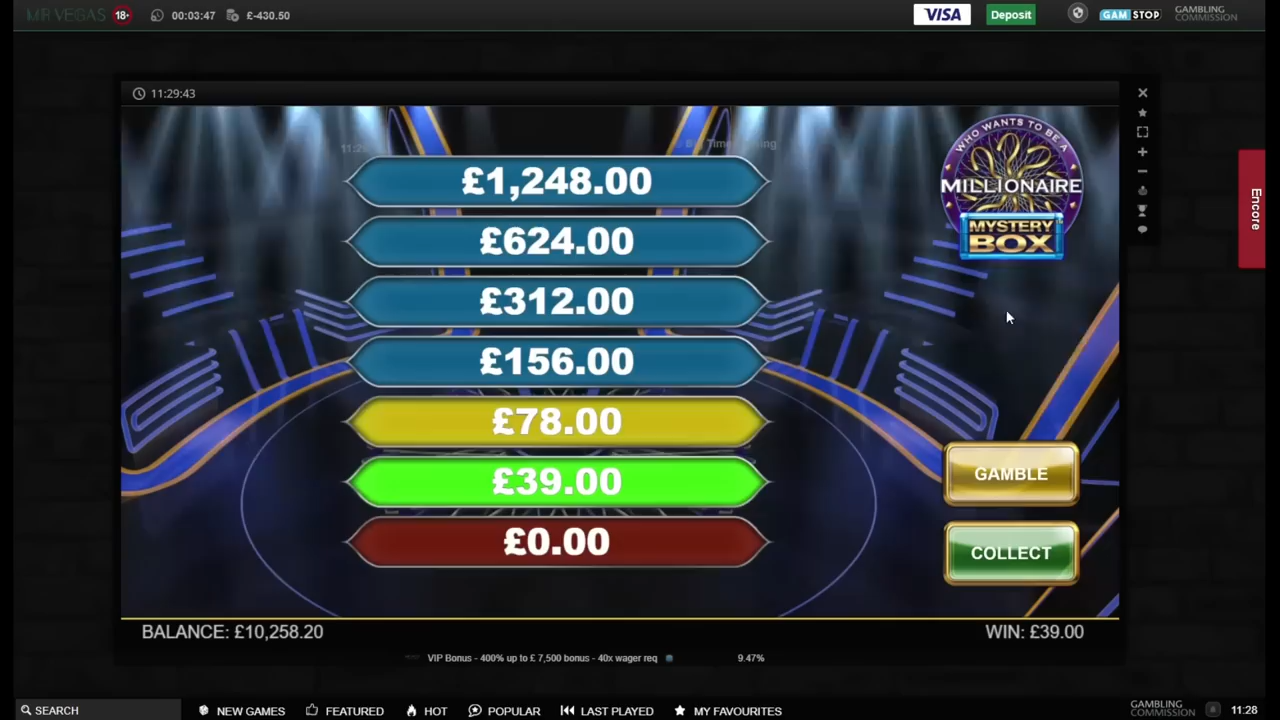 MR VEGAS 18+ 00:03:47 £-430.50 VISA Deposit GAMSTOP GAMBLING COMMISSION
11:29:43
WHO WANTS TO BE A
MILLIONAIRE
MYSTERY
BOX
£1,248.00
£624.00
£312.00
£156.00
£78.00
£39.00
£0.00
GAMBLE
COLLECT
Encore
BALANCE: £10,258.20 WIN: £39.00
VIP Bonus - 400% up to £ 7,500 bonus - 40x wager req 9.47%
SEARCH NEW GAMES FEATURED HOT POPULAR LAST PLAYED MY FAVOURITES GAMBLING COMMISSION 11:28